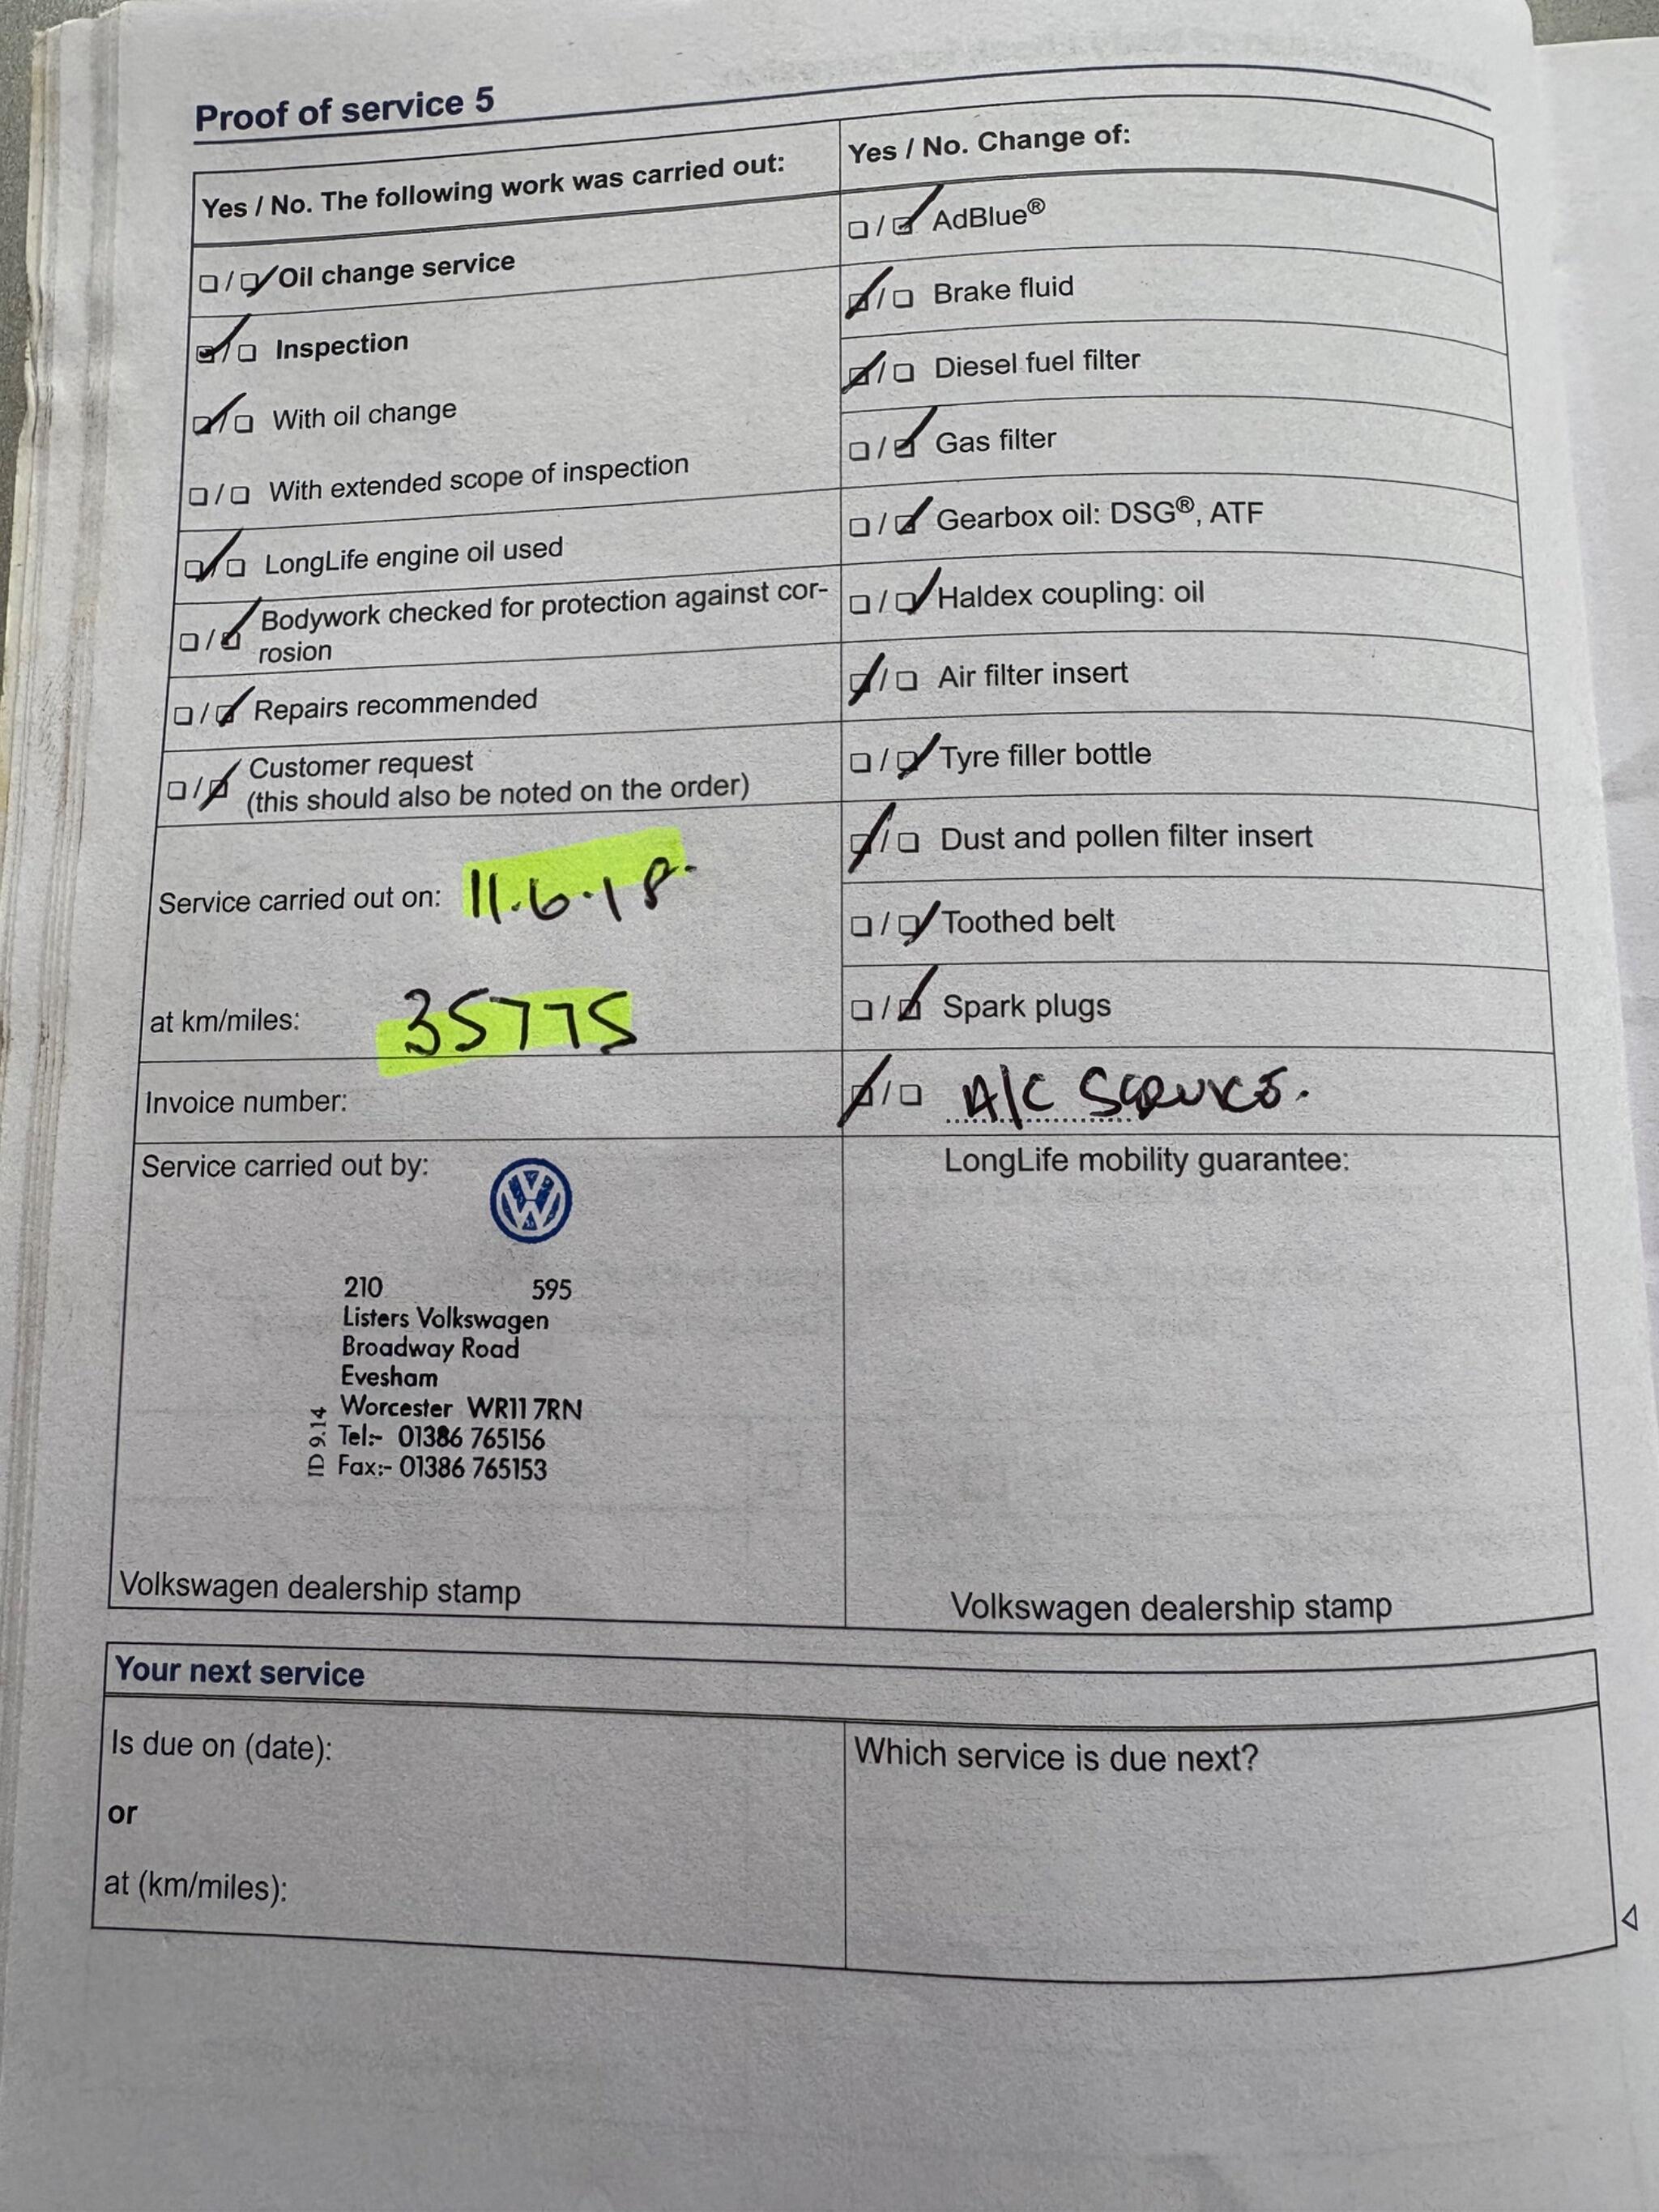 Proof of service 5
Yes / No. The following work was carried out:
☐ / ☑ Oil change service
☑ / ☐ Inspection
☑ / ☐ With oil change
☐ / ☐ With extended scope of inspection
☑ / ☐ LongLife engine oil used
☐ / ☑ Bodywork checked for protection against cor-
rosion
☐ / ☑ Repairs recommended
☐ / ☑ Customer request
(this should also be noted on the order)
Service carried out on: 11.6.18.
at km/miles: 35775
Invoice number:
Yes / No. Change of:
☐ / ☑ AdBlue®
☑ / ☐ Brake fluid
☑ / ☐ Diesel fuel filter
☐ / ☑ Gas filter
☐ / ☑ Gearbox oil: DSG®, ATF
☐ / ☑ Haldex coupling: oil
☑ / ☐ Air filter insert
☐ / ☑ Tyre filler bottle
☑ / ☐ Dust and pollen filter insert
☐ / ☑ Toothed belt
☐ / ☑ Spark plugs
☑ / ☐ A/C SERVICE.
Service carried out by:
210 595
Listers Volkswagen
Broadway Road
Evesham
Worcester WR11 7RN
Tel:- 01386 765156
Fax:- 01386 765153
ID 9.14
Volkswagen dealership stamp
LongLife mobility guarantee:
Volkswagen dealership stamp
Your next service
Is due on (date):
or
at (km/miles):
Which service is due next?